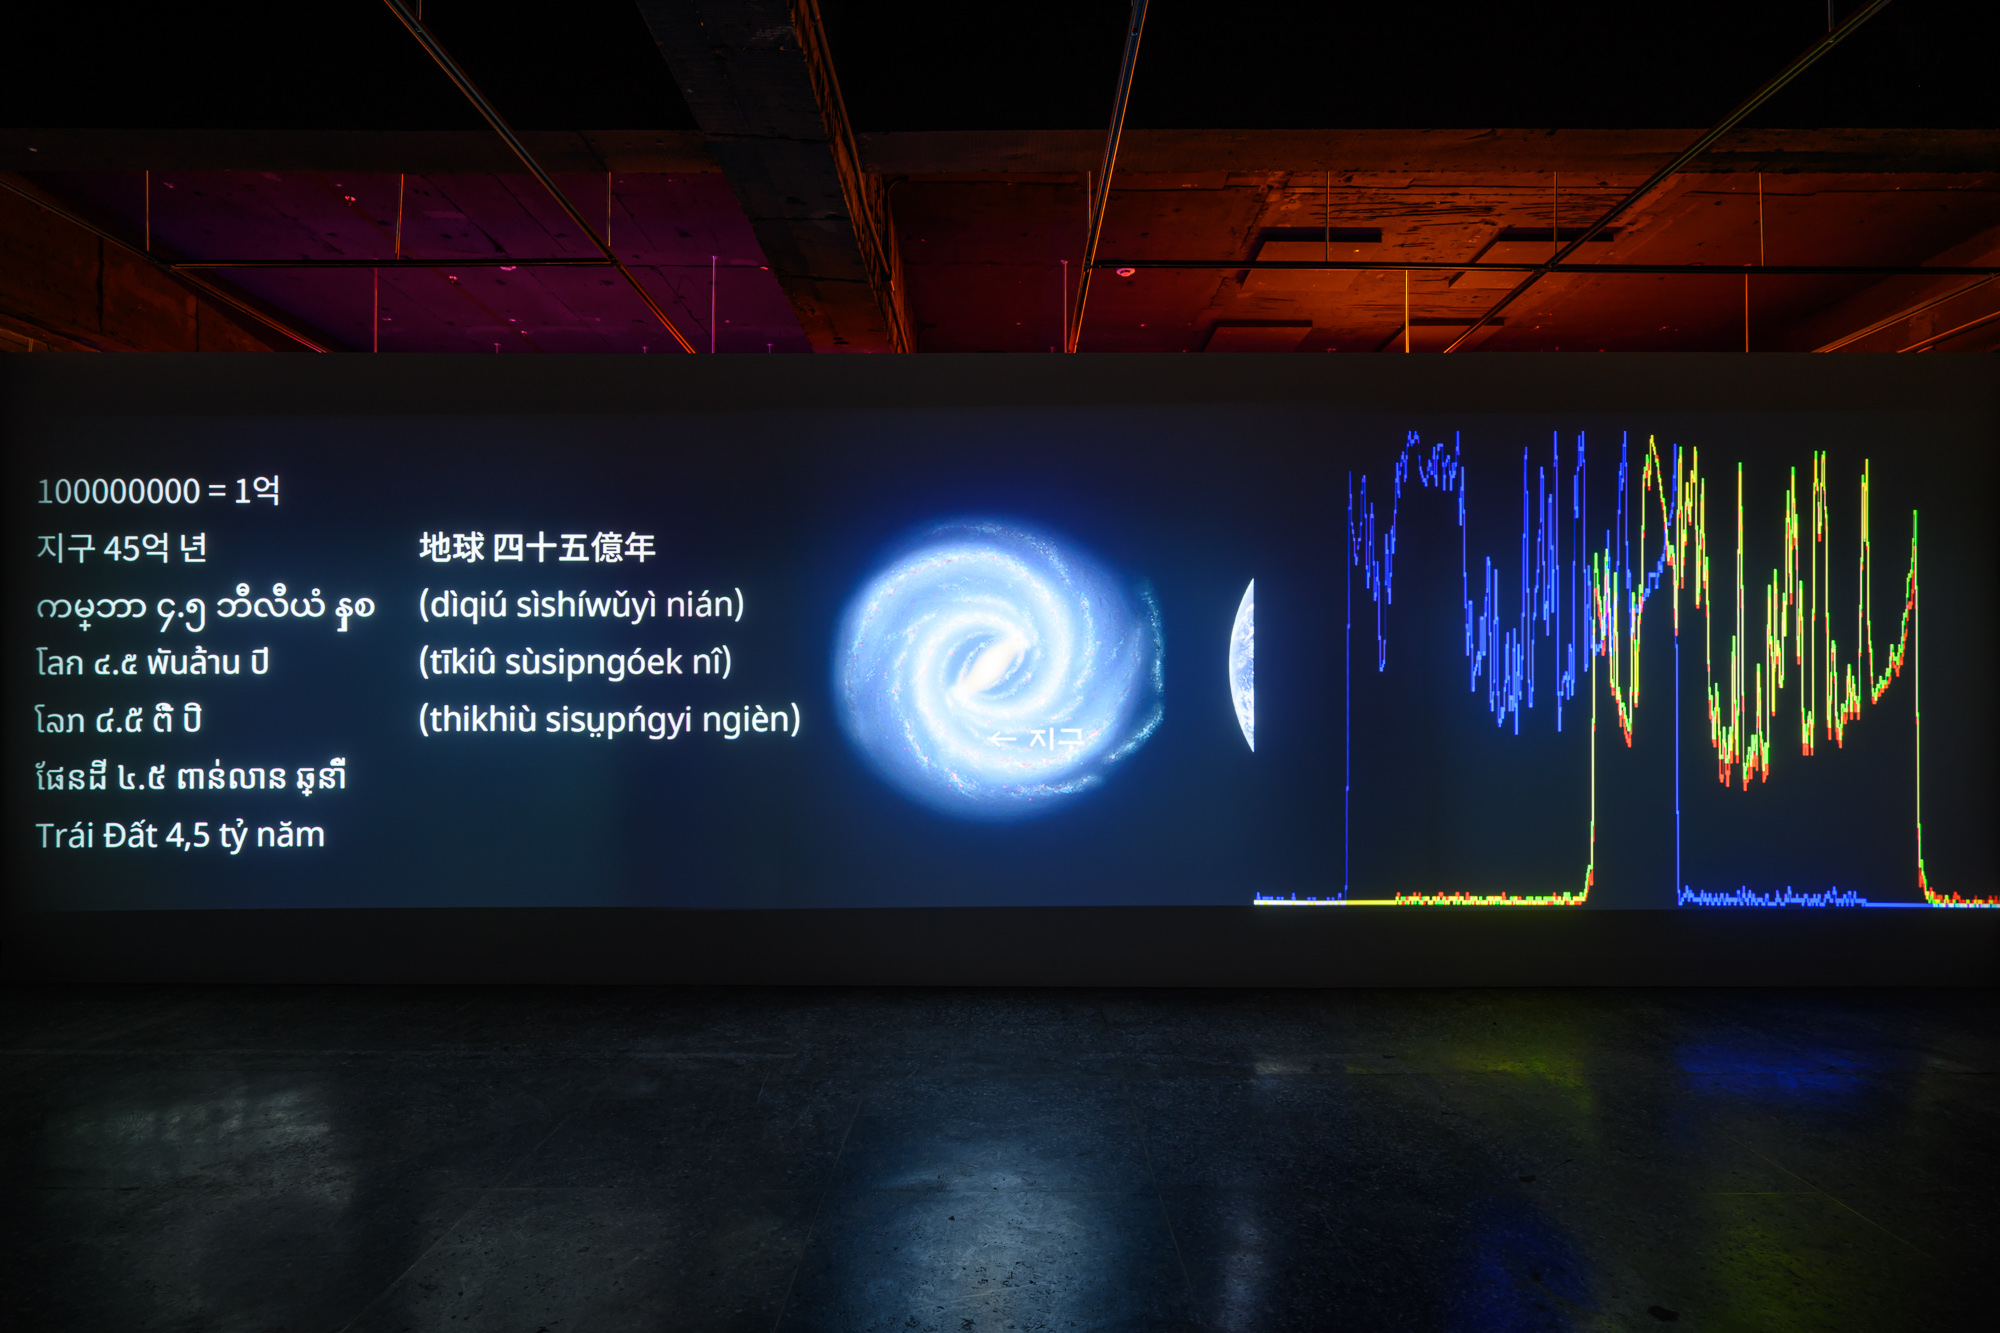 100000000 = 1억
지구 45억 년
ကမ္ဘာ ၄.၅ ဘီလီယံ နှစ်
โลก ๔.๕ พันล้าน ปี
ໂລກ ໔.໕ ຕື້ ປີ
ផែនដី ៤.៥ ពាន់លាន ឆ្នាំ
Trái Đất 4,5 tỷ năm
地球 四十五億年
(dìqiú sìshíwǔyì nián)
(tīkiû sùsipngóek nî)
(thikhiù sisṳpńgyi ngièn)
← 지구